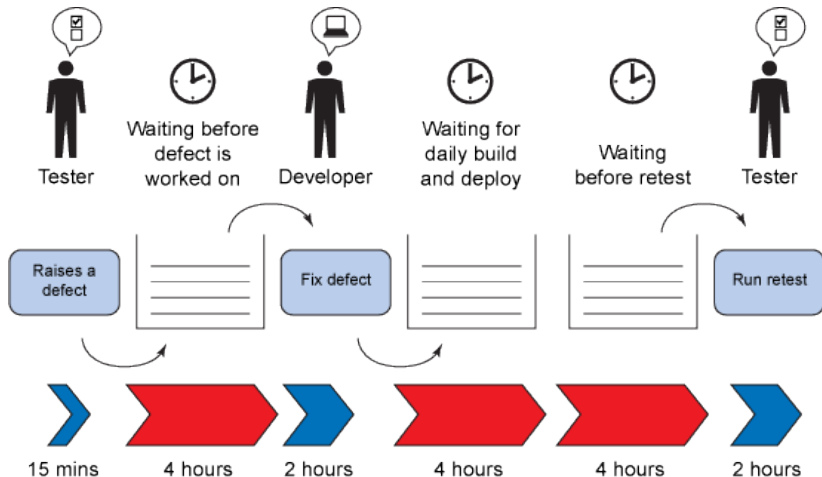 Tester
Waiting before
defect is
worked on
Developer
Waiting for
daily build
and deploy
Waiting
before retest
Tester
Raises a
defect
Fix defect
Run retest
15 mins
4 hours
2 hours
4 hours
4 hours
2 hours